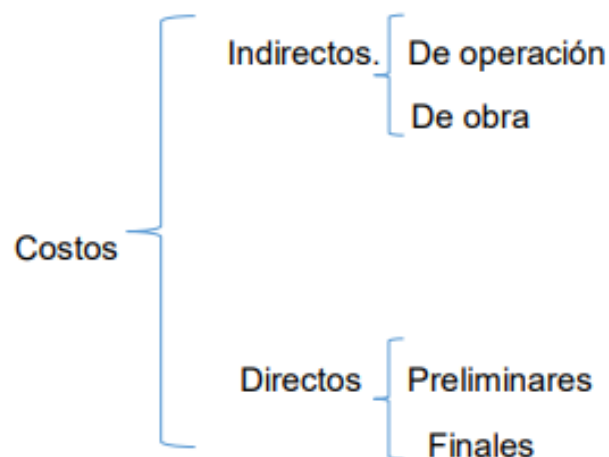 Indirectos. De operación
De obra
Costos
Directos Preliminares
Finales